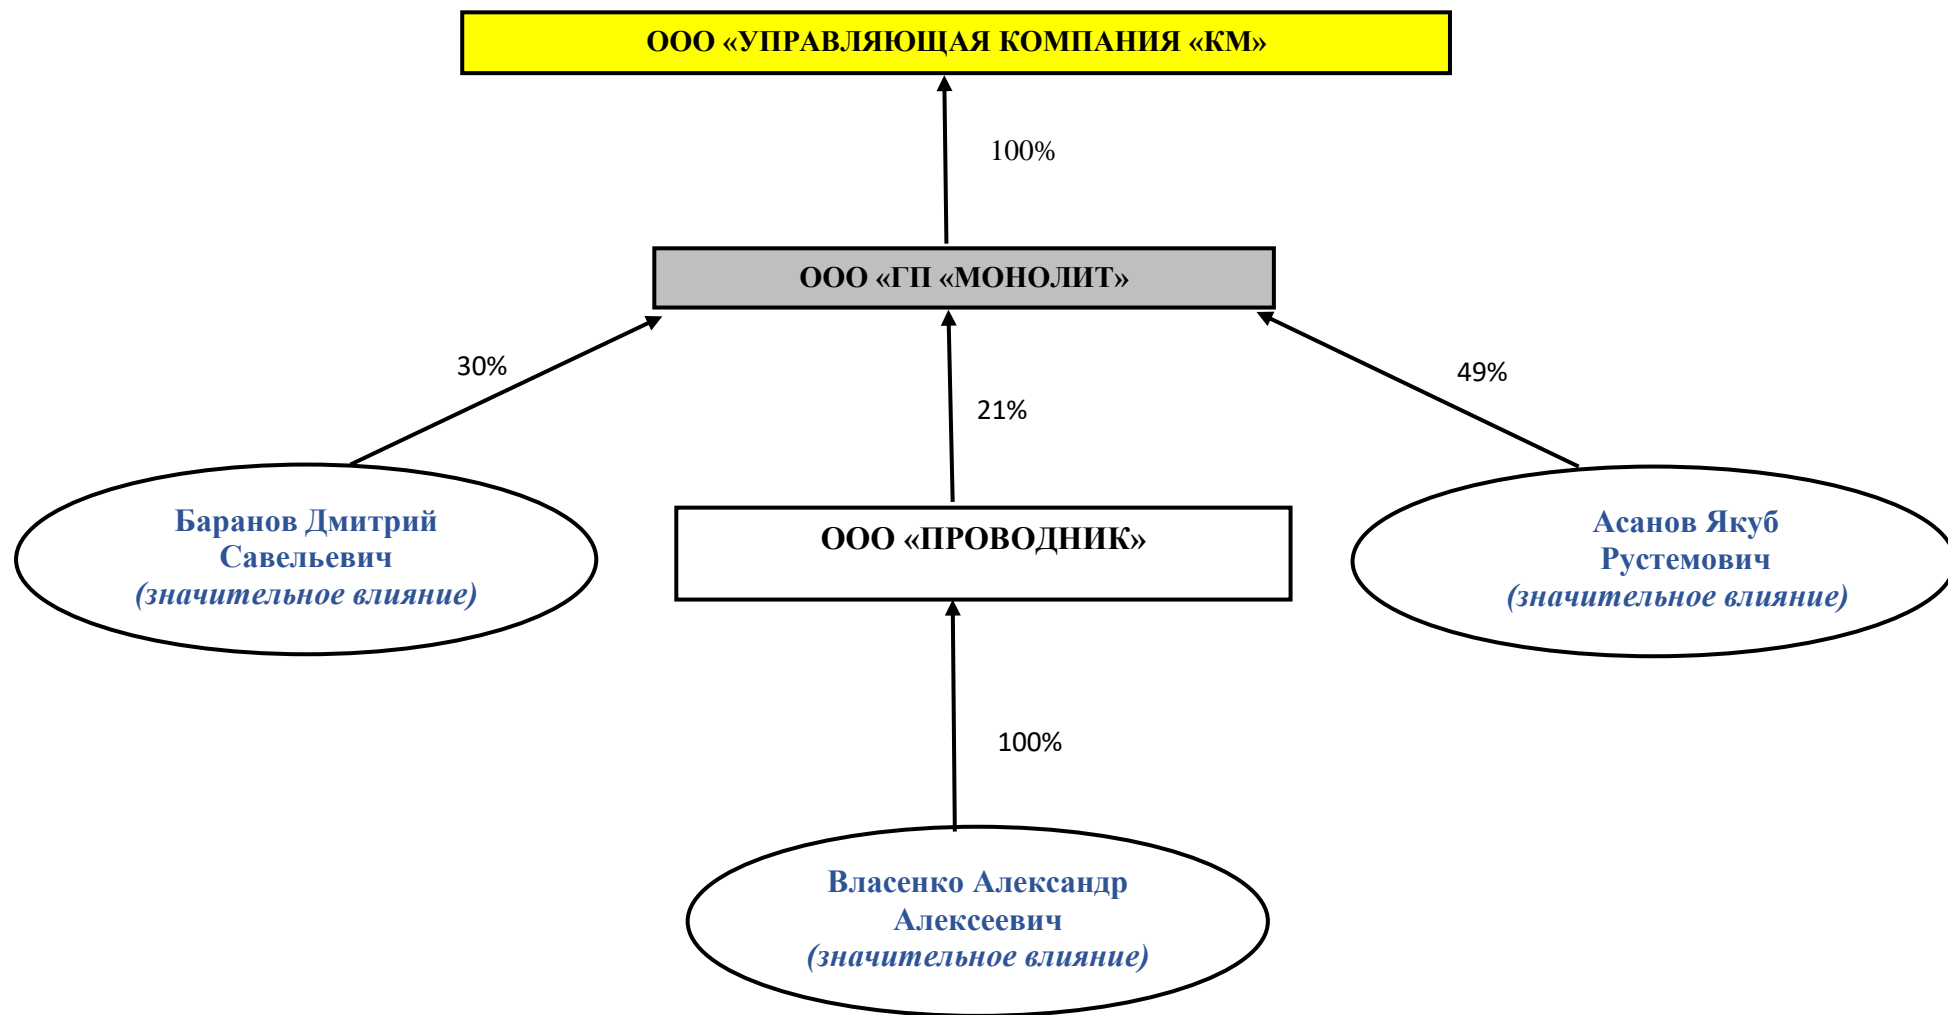 ООО «УПРАВЛЯЮЩАЯ КОМПАНИЯ «КМ»
100%
ООО «ГП «МОНОЛИТ»
30%
21%
49%
Баранов Дмитрий
Савельевич
(значительное влияние)
ООО «ПРОВОДНИК»
Асанов Якуб
Рустемович
(значительное влияние)
100%
Власенко Александр
Алексеевич
(значительное влияние)